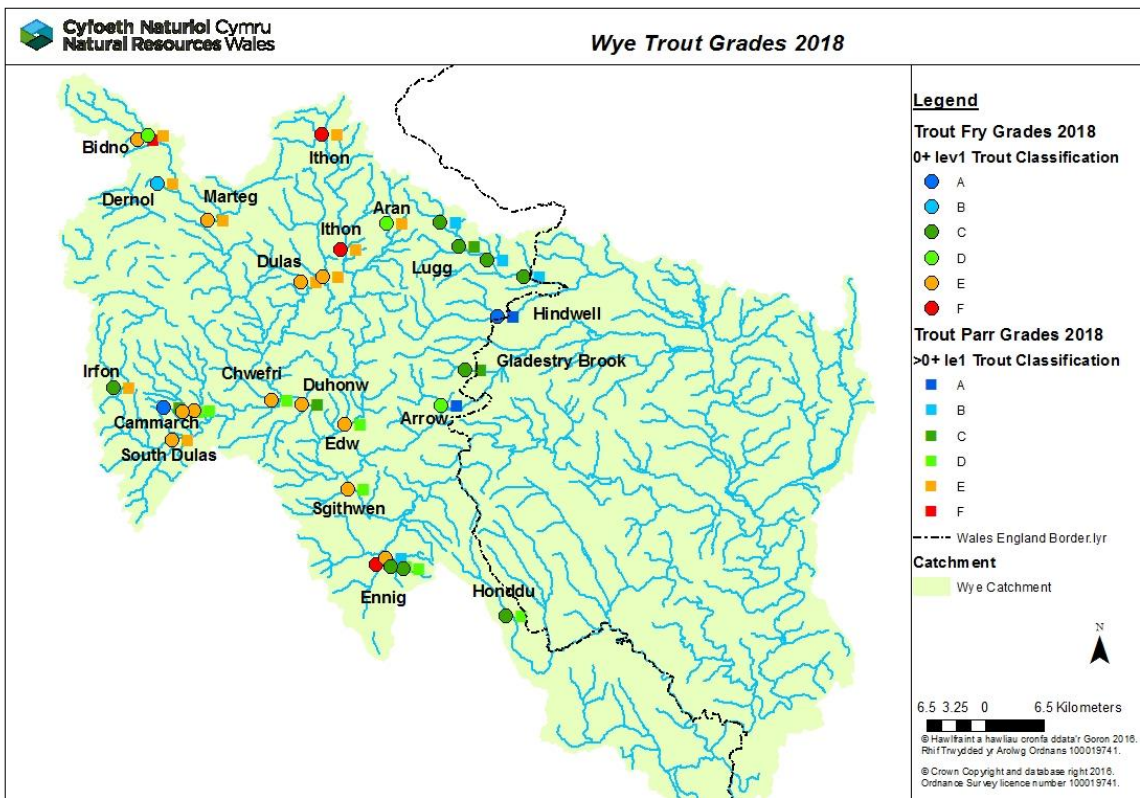 Cyfoeth Naturiol Cymru
Natural Resources Wales
Wye Trout Grades 2018
Bidno
Ithon
Dernol
Marteg
Aran
Ithon
Lugg
Dulas
Hindwell
Gladestry Brook
Irfon
Chwefri
Duhonw
Arrow
Cammarch
Edw
South Dulas
Sgithwen
Ennig
Honddu
Legend
Trout Fry Grades 2018
0+ lev1 Trout Classification
A
B
C
D
E
F
Trout Parr Grades 2018
>0+ le1 Trout Classification
A
B
C
D
E
F
Wales England Border.lyr
Catchment
Wye Catchment
N
6.5 3.25 0 6.5 Kilometers
© Hawlfraint a hawliau cronfa ddata'r Goron 2016.
Rhif Trwydded yr Arolwg Ordnans 100019741.
© Crown Copyright and database right 2016.
Ordnance Survey licence number 100019741.